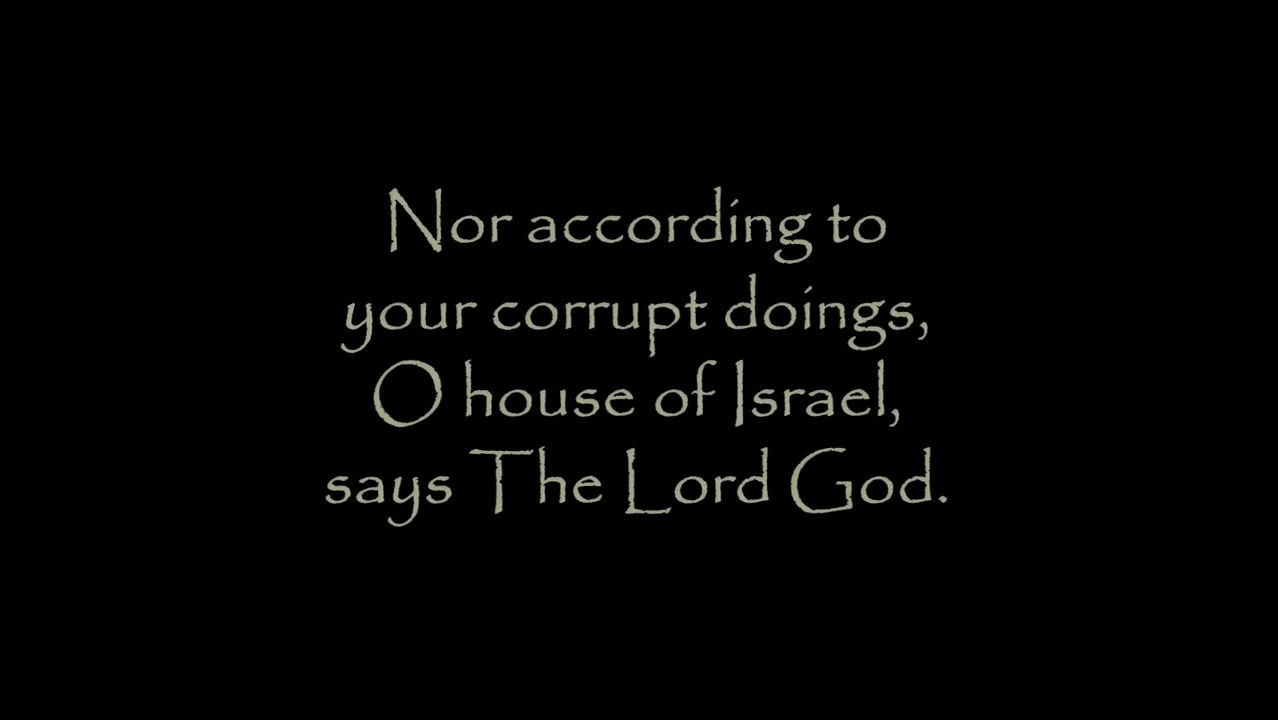 Nor according to
your corrupt doings,
O house of Israel,
says The Lord God.